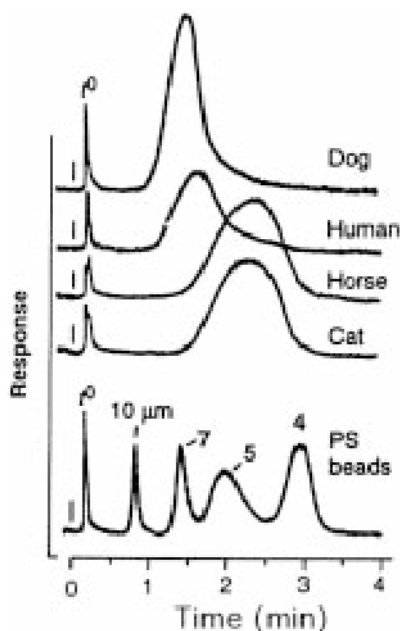 t⁰
Dog
Human
Horse
Cat
Response
t⁰
10 μm
7
5
4
PS
beads
0 1 2 3 4
Time (min)